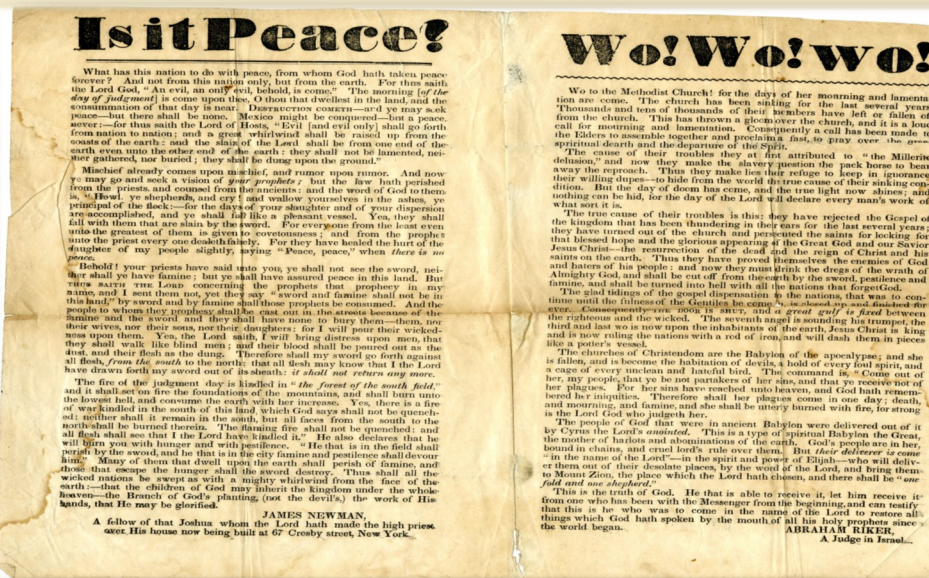 Is it Peace?
What has this nation to do with peace, from whom God hath taken peace
forever? And not from this nation only, but from the earth. For thus saith
the Lord God, "An evil, an only evil, behold, is come." The morning [of the
day of judgment] is come upon thee, O thou that dwellest in the land, and the
consummation of that day is near. DESTRUCTION COMETH—and ye may seek
peace—but there shall be none. Mexico might be conquered—but a peace,
never:—for thus saith the Lord of Hosts, "Evil [and evil only] shall go forth
from nation to nation; and a great whirlwind shall be raised up from the
coasts of the earth: and the slain of the Lord shall be from one end of the
earth even unto the other end of the earth: they shall not be lamented, nei-
ther gathered, nor buried; they shall be dung upon the ground."
Mischief already comes upon mischief, and rumor upon rumor. And now
ye may go and seek a vision of your prophets; but the law hath perished
from the priests, and counsel from the ancients: and the word of God to them
is, "Howl, ye shepherds, and cry! and wallow yourselves in the ashes, ye
principal of the flock:—for the days of your slaughter and of your dispersion
are accomplished, and ye shall fall like a pleasant vessel. Yea, they shall
fall with them that are slain by the sword. For every one from the least even
unto the greatest of them is given to covetousness; and from the prophet
unto the priest every one dealeth falsely. For they have healed the hurt of the
daughter of my people slightly, saying "Peace, peace," when there is no
peace.
Behold! your priests have said unto you, ye shall not see the sword, nei-
ther shall ye have famine; but ye shall have assured peace in this land. But
THUS SAITH THE LORD concerning the prophets that prophecy in my
name, and I sent them not, yet they say "sword and famine shall not be in
this land," by sword and by famine shall those prophets be consumed. And the
people to whom they prophesy shall be cast out in the streets because of the
famine and the sword and they shall have none to bury them—them, nor
their wives, nor their sons, nor their daughters: for I will pour their wicked-
ness upon them. Yea, the Lord saith, I will bring distress upon men, that
they shall walk like blind men; and their blood shall be poured out as the
dust, and their flesh as the dung. Therefore shall my sword go forth against
all flesh, from the south to the north: that all flesh may know that I the Lord
have drawn forth my sword out of its sheath: it shall not return any more.
The fire of the judgment day is kindled in "the forest of the south field,"
and it shall set on fire the foundations of the mountains, and shall burn unto
the lowest hell, and consume the earth with her increase. Yes, there is a fire
of war kindled in the south of this land, which God says shall not be quench-
ed; neither shall it remain in the south, but all faces from the south to the
north shall be burned therein. The flaming fire shall not be quenched: and
all flesh shall see that I the Lord have kindled it." He also declares that he
will burn you with hunger and with pestilence. "He that is in the field shall
perish by the sword, and he that is in the city famine and pestilence shall devour
him." Many of them that dwell upon the earth shall perish of famine, and
those that escape the hunger shall the sword destroy. Thus shall all the
wicked nations be swept as with a mighty whirlwind from the face of the
earth:—that the children of God may inherit the kingdom under the whole
heaven—the Branch of God's planting, (not the devil's,) the work of His
hands, that He may be glorified.
JAMES NEWMAN,
A fellow of that Joshua whom the Lord hath made the high priest
over His house now being built at 67 Crosby street, New York.
Wo! Wo! Wo!
Wo to the Methodist Church! for the days of her mourning and lamenta-
tion are come. The church has been sinking for the last several years
Thousands and tens of thousands of their members have left or fallen of
from the church. This has thrown a gloom over the church, and it is a lou
call for mourning and lamentation. Consequently a call has been made to
the Elders to assemble together and proclaim a fast, to pray over the great
spriritual dearth and the departure of the Spirit.
The cause of their troubles they at first attributed to "the Millerite
delusion," and now they make the slavery question the pack horse to bear
away the reproach. Thus they make lies their refuge to keep in ignorance
their willing dupes—to hide from the world the true cause of their sinking con-
dition. But the day of doom has come, and the true light now shines; and
nothing can be hid, for the day of the Lord will declare every man's work of
what sort it is.
The true cause of their troubles is this: they have rejected the Gospel of
the kingdom that has been thundering in their ears for the last several years;
they have turned out of the church and persecuted the saints for looking for
that blessed hope and the glorious appearing of the Great God and our Savior
Jesus Christ—the resurrection of the dead and the reign of Christ and his
saints on the earth. Thus they have proved themselves the enemies of God
and haters of his people; and now they must drink the dregs of the wrath of
Almighty God, and shall be cut off from the earth by the sword, pestilence and
famine, and shall be turned into hell with all the nations that forget God.
The glad tidings of the gospel dispensation to the nations, that was to con-
tinue until the fulness of the Gentiles be come in, is closed up and finished for
ever. Consequently THE DOOR IS SHUT, and a great gulf is fixed between
the righteous and the wicked. The seventh angel is sounding his trumpet, the
third and last wo is now upon the inhabitants of the earth, Jesus Christ is king
and is now ruling the nations with a rod of iron, and will dash them in pieces
like a potter's vessel.
The churches of Christendom are the Babylon of the apocalypse; and she
is fallen, and is become the habitation of devils, a hold of every foul spirit, and
a cage of every unclean and hateful bird. The command is, "Come out of
her, my people, that ye be not partakers of her sins, and that ye receive not of
her plagues. For her sins have reached unto heaven, and God hath remem-
bered her iniquities. Therefore shall her plagues come in one day; death,
and mourning, and famine, and she shall be utterly burned with fire, for strong
is the Lord God who judgeth her.
The people of God that were in ancient Babylon were delivered out of it
by Cyrus the Lord's anointed. This is a type of spiritual Babylon the Great,
the mother of harlots and abominations of the earth. God's people are in her,
bound in chains, and cruel lord's rule over them. But their deliverer is come
"in the name of the Lord"—in the spirit and power of Elijah—who will deliv-
er them out of their desolate places, by the word of the Lord, and bring them
to Mount Zion, the place which the Lord hath chosen, and there shall be "one
fold and one shepherd."
This is the truth of God. He that is able to receive it, let him receive it
from one who has been with the Messenger from the beginning, and can testify
that this is he who was to come in the name of the Lord to restore all
things which God hath spoken by the mouth of all his holy prophets since
the world began.
ABRAHAM RIKER,
A Judge in Israel.